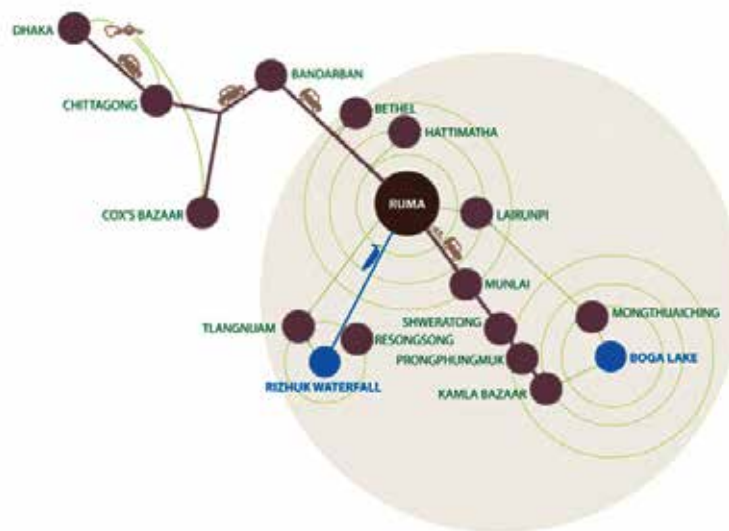 DHAKA
BANDARBAN
CHITTAGONG
BETHEL
HATTIMATHA
RUMA
COX'S BAZAAR
LAIRUNPI
MUNLAI
MONGTHUAICHING
TLANGNUAM
SHWERATONG
RESONGSONG
PRONGPHUNGMUK
BOGA LAKE
RIZHUK WATERFALL
KAMLA BAZAAR